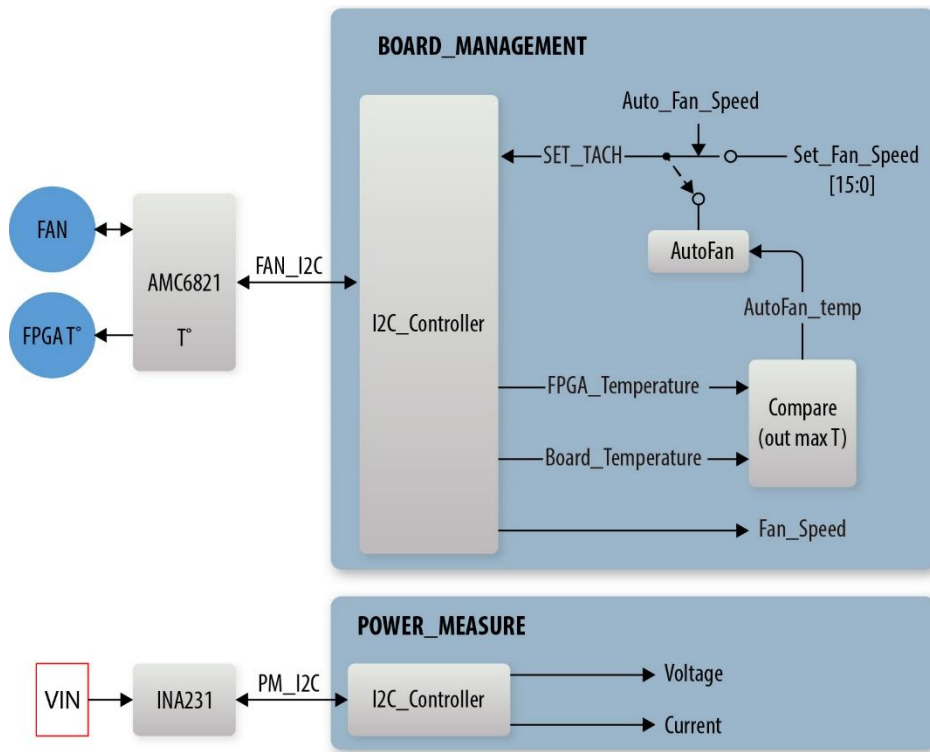 BOARD_MANAGEMENT
Auto_Fan_Speed
SET_TACH
Set_Fan_Speed
[15:0]
FAN
AMC6821
FAN_I2C
AutoFan
I2C_Controller
AutoFan_temp
FPGA T°
T°
FPGA_Temperature
Compare
(out max T)
Board_Temperature
Fan_Speed
POWER_MEASURE
VIN
INA231
PM_I2C
I2C_Controller
Voltage
Current